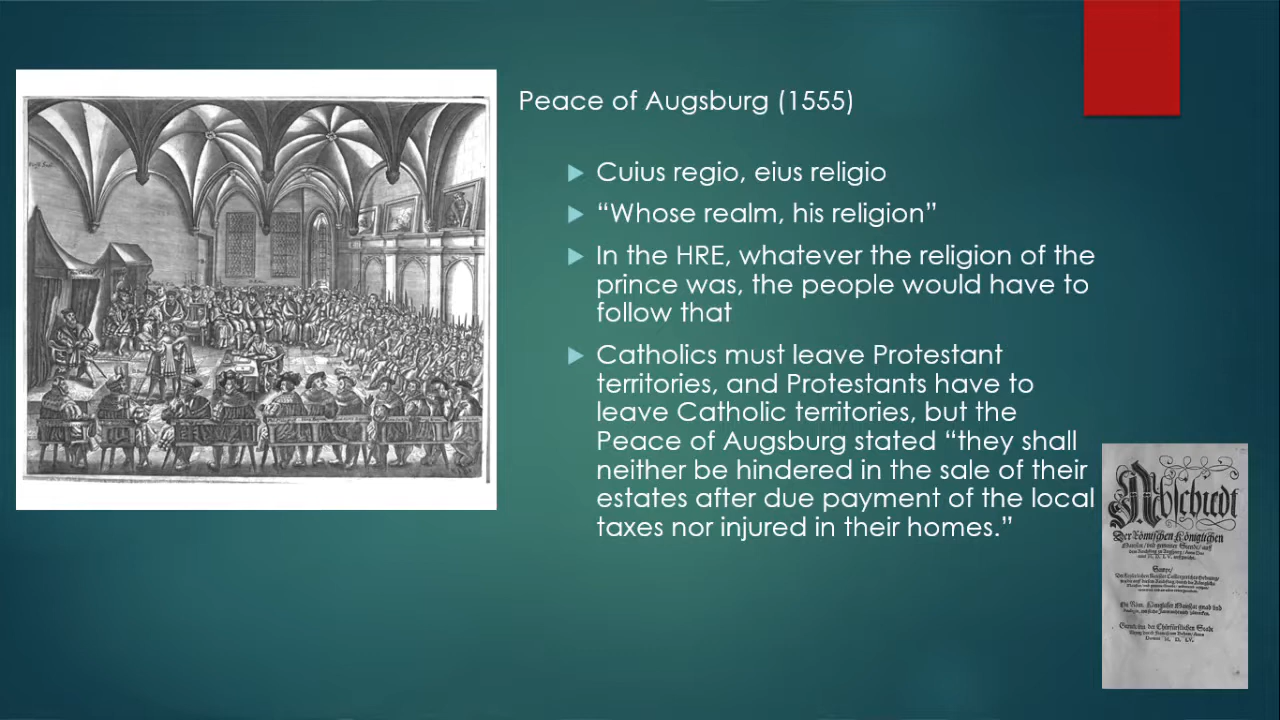 Peace of Augsburg (1555)
Cuius regio, eius religio
“Whose realm, his religion”
In the HRE, whatever the religion of the
prince was, the people would have to
follow that
Catholics must leave Protestant
territories, and Protestants have to
leave Catholic territories, but the
Peace of Augsburg stated “they shall
neither be hindered in the sale of their
estates after due payment of the local
taxes nor injured in their homes.”
Abschiedt
Der Römischen Königlichen